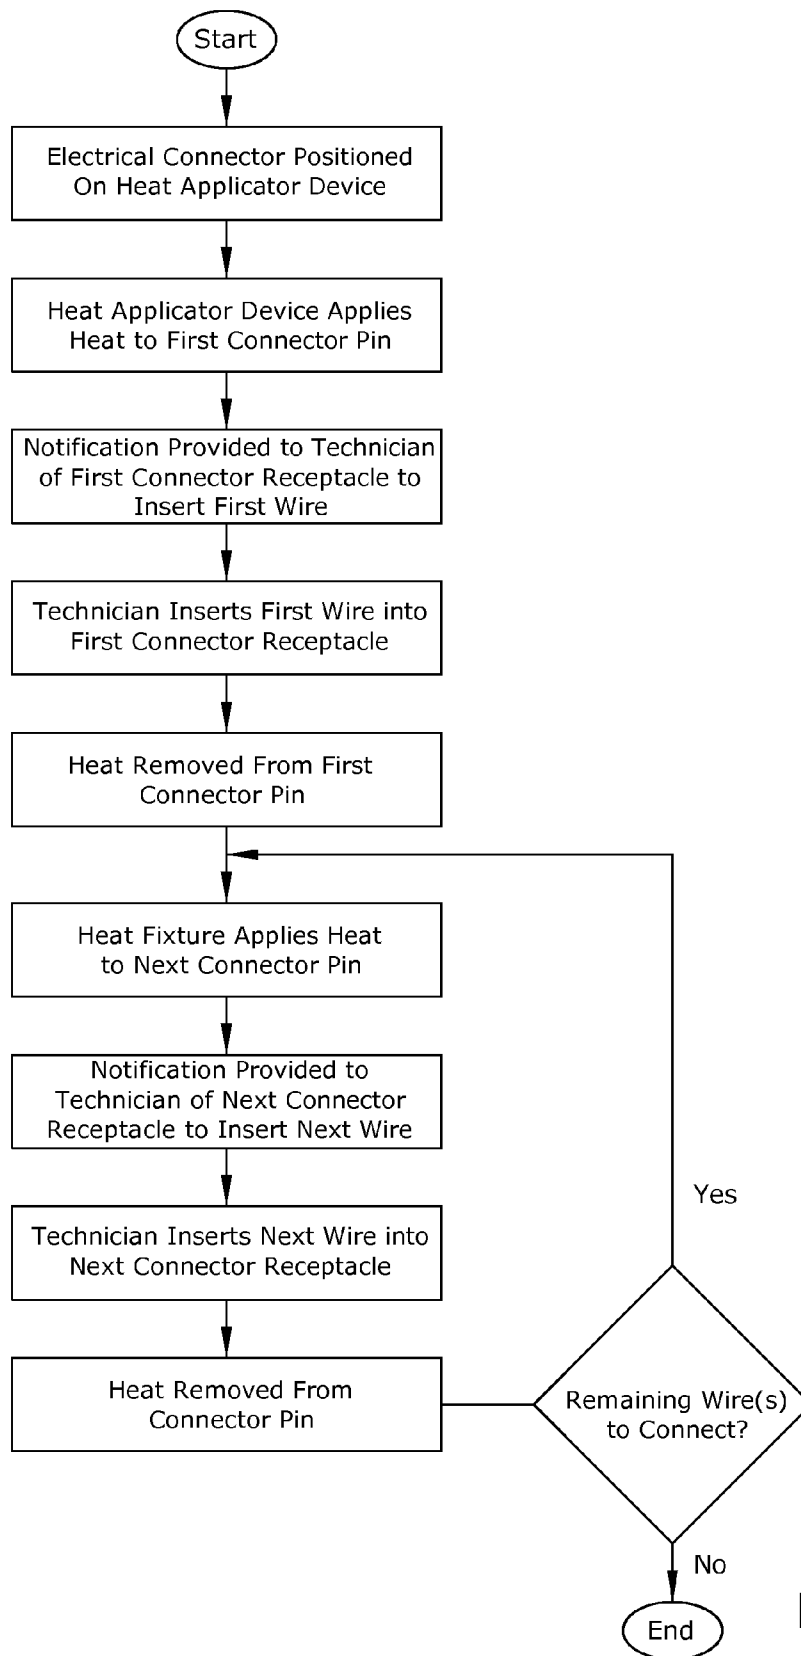 Start
Electrical Connector Positioned
On Heat Applicator Device
Heat Applicator Device Applies
Heat to First Connector Pin
Notification Provided to Technician
of First Connector Receptacle to
Insert First Wire
Technician Inserts First Wire into
First Connector Receptacle
Heat Removed From First
Connector Pin
Heat Fixture Applies Heat
to Next Connector Pin
Notification Provided to
Technician of Next Connector
Receptacle to Insert Next Wire
Technician Inserts Next Wire into
Next Connector Receptacle
Heat Removed From
Connector Pin
Yes
Remaining Wire(s)
to Connect?
No
End